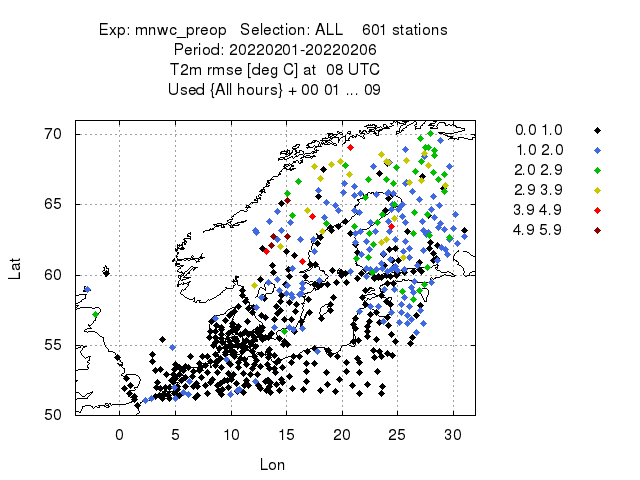 Exp: mnwc_preop   Selection: ALL    601 stations
Period: 20220201-20220206
T2m rmse [deg C] at  08 UTC
Used {All hours} + 00 01 ... 09
70
65
60
55
50
0 5 10 15 20 25 30
Lat
Lon
0.0 1.0
1.0 2.0
2.0 2.9
2.9 3.9
3.9 4.9
4.9 5.9